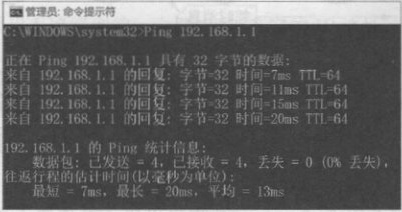 管理员: 命令提示符
C:\WINDOWS\system32>Ping 192.168.1.1
正在 Ping 192.168.1.1 具有 32 字节的数据:
来自 192.168.1.1 的回复: 字节=32 时间=7ms TTL=64
来自 192.168.1.1 的回复: 字节=32 时间=11ms TTL=64
来自 192.168.1.1 的回复: 字节=32 时间=15ms TTL=64
来自 192.168.1.1 的回复: 字节=32 时间=20ms TTL=64
192.168.1.1 的 Ping 统计信息:
数据包: 已发送 = 4, 已接收 = 4, 丢失 = 0 (0% 丢失),
往返行程的估计时间(以毫秒为单位):
最短 = 7ms, 最长 = 20ms, 平均 = 13ms